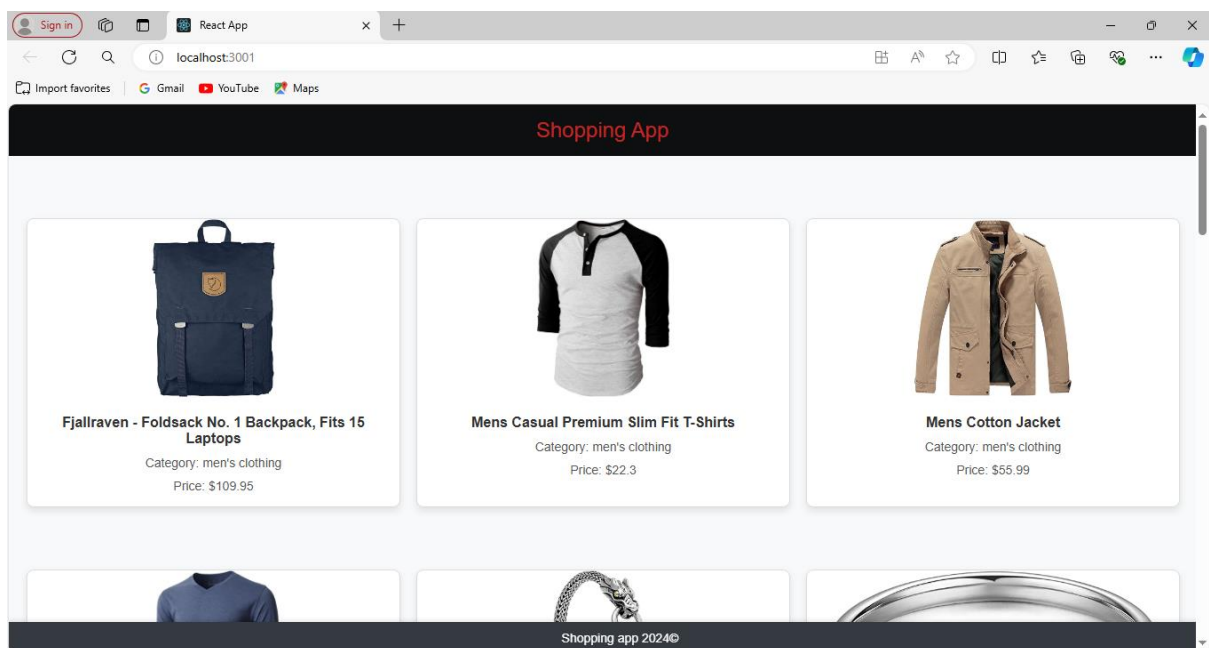 Sign in
React App
localhost:3001
Import favorites
Gmail
YouTube
Maps
Shopping App
Fjallraven - Foldsack No. 1 Backpack, Fits 15
Laptops
Category: men's clothing
Price: $109.95
Mens Casual Premium Slim Fit T-Shirts
Category: men's clothing
Price: $22.3
Mens Cotton Jacket
Category: men's clothing
Price: $55.99
Shopping app 2024©